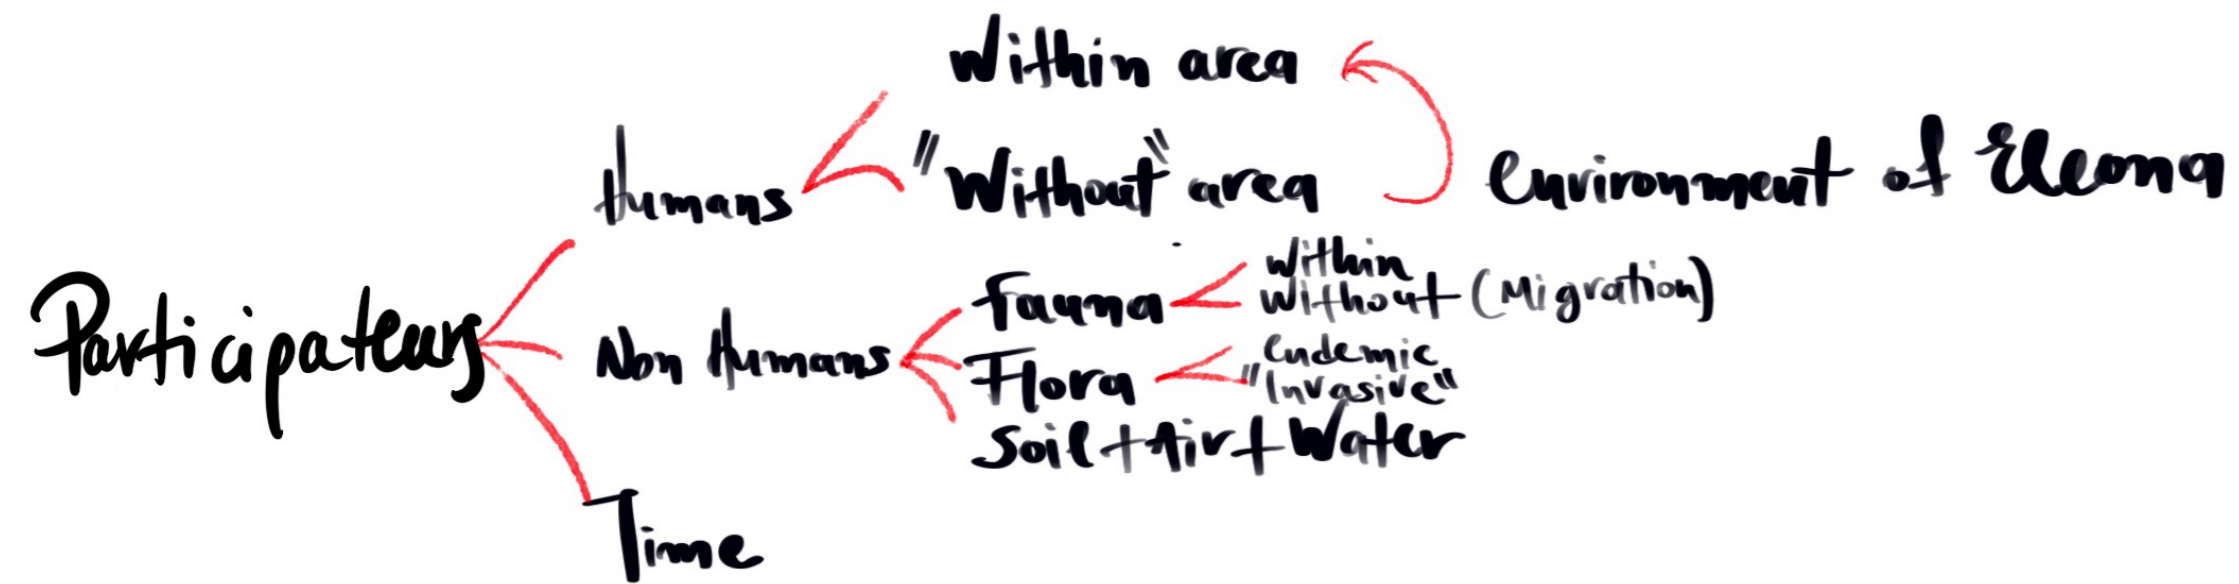 Within area
Humans
"Without" area
Environment of Eleona
Participateurs
Non Humans
Fauna
Within
Without (Migration)
Flora
Endemic
"Invasive"
Soil + Air + Water
Time